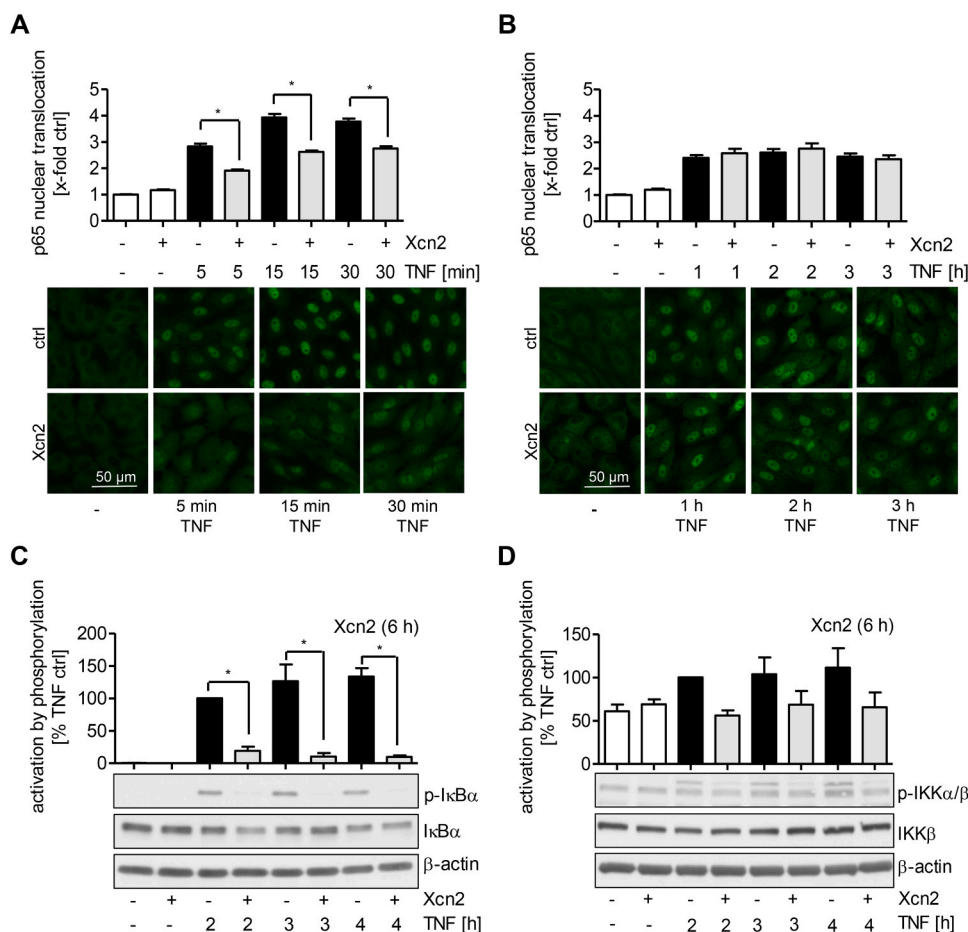 A
p65 nuclear translocation
[x-fold ctrl]
5
4
3
2
1
0
* * *
- + - + - + - + Xcn2
- - 5 5 15 15 30 30 TNF [min]
ctrl
Xcn2
50 µm
- 5 min TNF 15 min TNF 30 min TNF
B
p65 nuclear translocation
[x-fold ctrl]
5
4
3
2
1
0
- + - + - + - + Xcn2
- - 1 1 2 2 3 3 TNF [h]
ctrl
Xcn2
50 µm
- 1 h TNF 2 h TNF 3 h TNF
C
activation by phosphorylation
[% TNF ctrl]
Xcn2 (6 h)
200
150
100
50
0
* * *
p-IκBα
IκBα
β-actin
- + - + - + - + Xcn2
- - 2 2 3 3 4 4 TNF [h]
D
activation by phosphorylation
[% TNF ctrl]
Xcn2 (6 h)
150
100
50
0
p-IKKα/β
IKKβ
β-actin
- + - + - + - + Xcn2
- - 2 2 3 3 4 4 TNF [h]